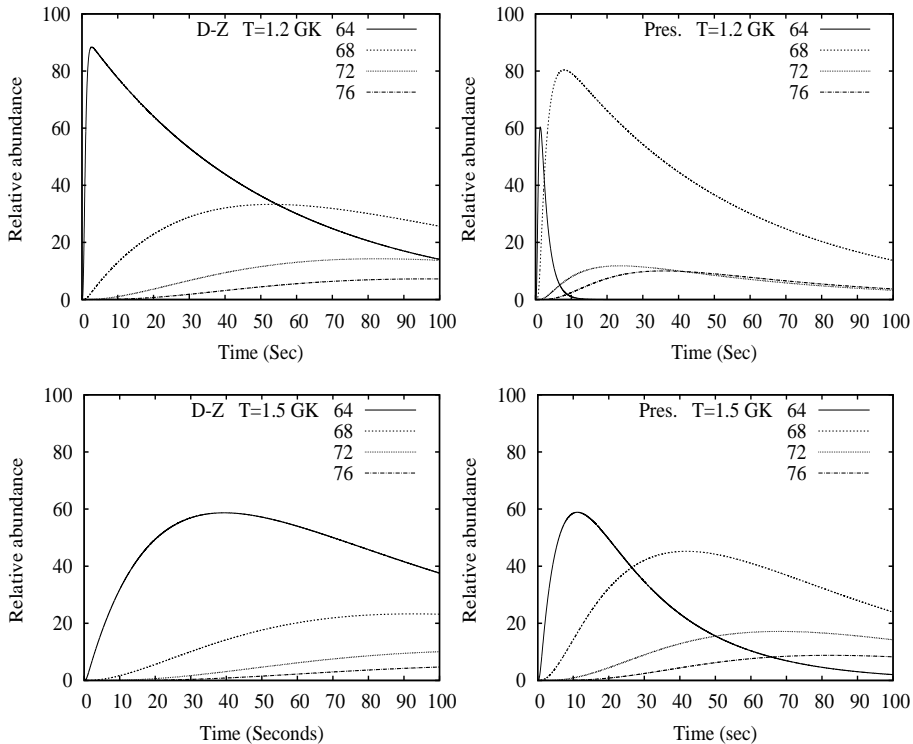 100
80
60
40
20
0
Relative abundance
D-Z T=1.2 GK 64
68
72
76
0 10 20 30 40 50 60 70 80 90 100
Time (Sec)
100
80
60
40
20
0
Relative abundance
Pres. T=1.2 GK 64
68
72
76
0 10 20 30 40 50 60 70 80 90 100
Time (Sec)
100
80
60
40
20
0
Relative abundance
D-Z T=1.5 GK 64
68
72
76
0 10 20 30 40 50 60 70 80 90 100
Time (Seconds)
100
80
60
40
20
0
Relative abundance
Pres. T=1.5 GK 64
68
72
76
0 10 20 30 40 50 60 70 80 90 100
Time (sec)